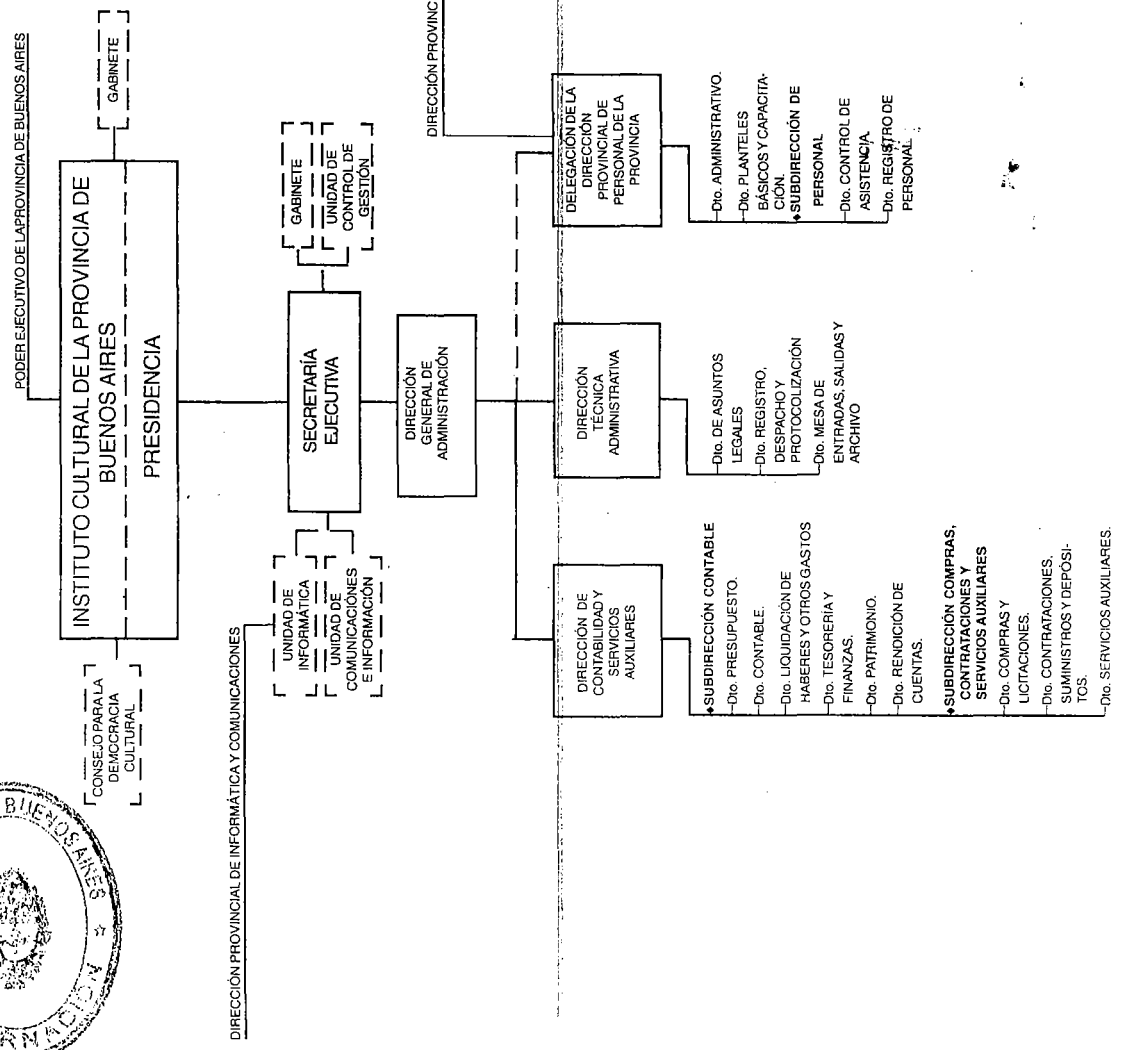 PODER EJECUTIVO DE LAPROVINCIA DE BUENOS AIRES
INSTITUTO CULTURAL DE LA PROVINCIA DE
BUENOS AIRES
PRESIDENCIA
GABINETE
CONSEJO PARA LA
DEMOCRACIA
CULTURAL
BUENOS AIRES
DIRECCIÓN PROVINCIAL DE INFORMÁTICA Y COMUNICACIONES
UNIDAD DE
INFORMÁTICA
UNIDAD DE
COMUNICACIÓNES
E INFORMACIÓN
SECRETARÍA
EJECUTIVA
GABINETE
UNIDAD DE
CONTROL DE
GESTIÓN
DIRECCIÓN
GENERAL DE
ADMINISTRACIÓN
DIRECCIÓN PROVINC
DIRECCIÓN DE
CONTABILIDAD Y
SERVICIOS
AUXILIARES
◆SUBDIRECCIÓN CONTABLE
Dto. PRESUPUESTO.
Dto. CONTABLE.
Dto. LIQUIDACIÓN DE
HABERES Y OTROS GASTOS
Dto. TESORERÍA Y
FINANZAS.
Dto. PATRIMONIO.
Dto. RENDICIÓN DE
CUENTAS.
◆SUBDIRECCIÓN COMPRAS,
CONTRATACIONES Y
SERVICIOS AUXILIARES
Dto. COMPRAS Y
LICITACIONES.
Dto. CONTRATACIONES.
SUMINISTROS Y DEPÓSI-
TOS.
Dto. SERVICIOS AUXILIARES.
DIRECCIÓN
TÉCNICA
ADMINISTRATIVA
Dto. DE ASUNTOS
LEGALES
Dto. REGISTRO,
DESPACHO Y
PROTOCOLIZACIÓN
Dto. MESA DE
ENTRADAS, SALIDAS Y
ARCHIVO
DELEGACIÓN DE LA
DIRECCIÓN
PROVINCIAL DE
PERSONAL DE LA
PROVINCIA
Dto. ADMINISTRATIVO.
Dto. PLANTELES
BÁSICOS Y CAPACITA-
CIÓN.
◆SUBDIRECCIÓN DE
PERSONAL
Dto. CONTROL DE
ASISTENCIA.
Dto. REGISTRO DE
PERSONAL